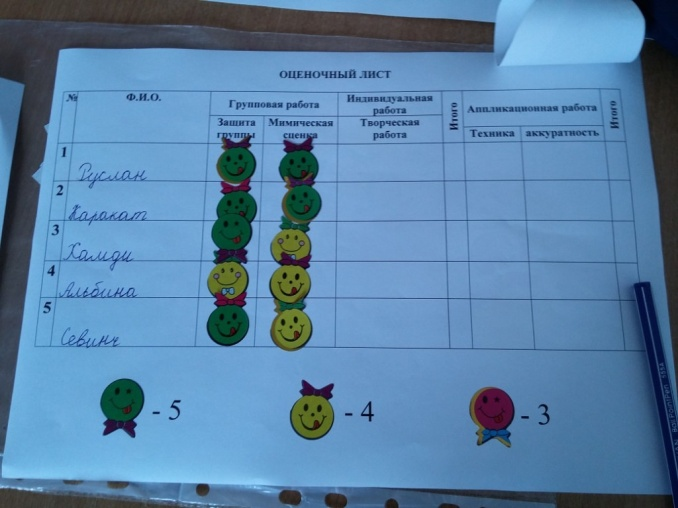 ОЦЕНОЧНЫЙ ЛИСТ
№ Ф.И.О. Групповая работа Индивидуальная работа Итого Аппликационная работа Итого
Защита группы Мимическая сценка Творческая работа Техника аккуратность
1 Руслан
2 Каракат
3 Хамди
4 Альбина
5 Севинч
- 5 - 4 - 3